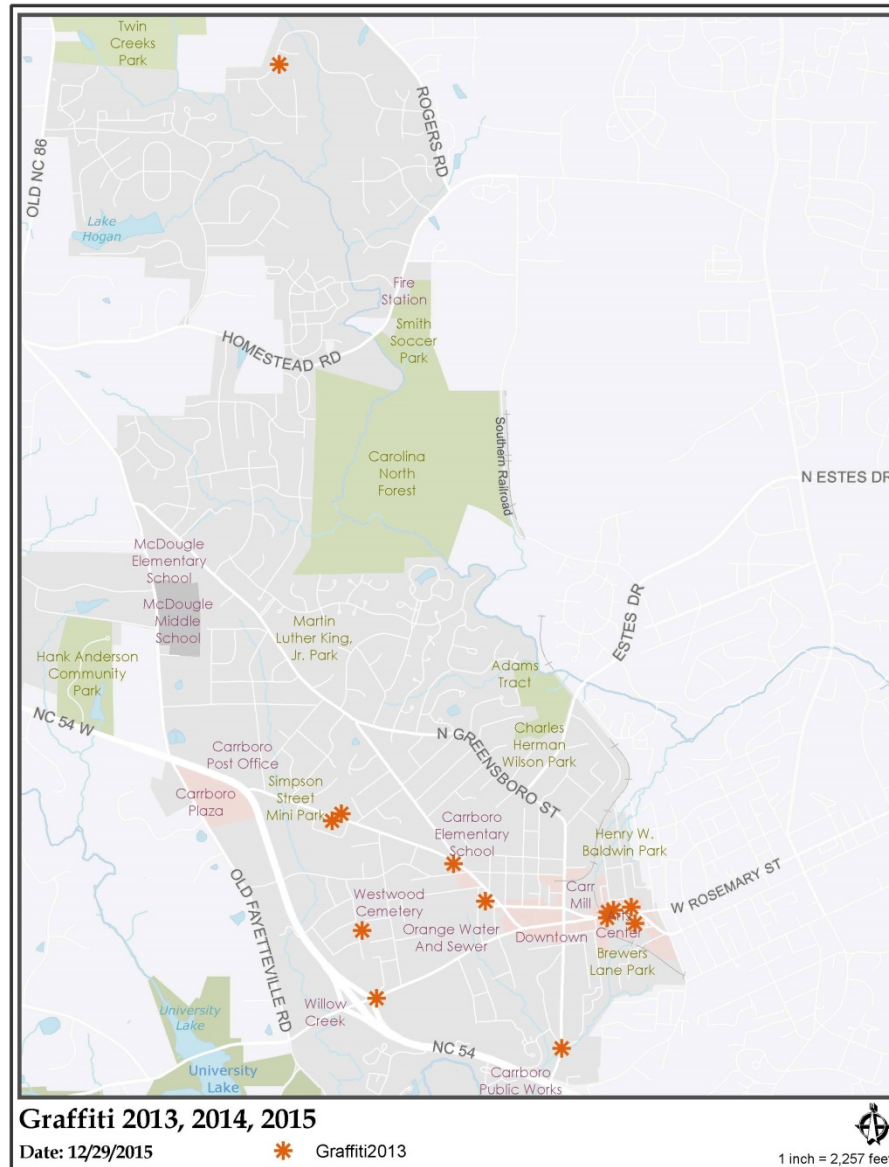 Twin
Creeks
Park
ROGERS RD
OLD NC 86
Lake
Hogan
Fire
Station
Smith
Soccer
Park
HOMESTEAD RD
Southern Railroad
Carolina
North
Forest
N ESTES DR
McDougle
Elementary
School
McDougle
Middle
School
Martin
Luther King,
Jr. Park
ESTES DR
Hank Anderson
Community
Park
Adams
Tract
NC 54 W
N GREENSBORO ST
Charles
Herman
Wilson Park
Carrboro
Post Office
Carrboro
Plaza
Simpson
Street
Mini Park
Carrboro
Elementary
School
Henry W.
Baldwin Park
OLD FAYETTEVILLE RD
Westwood
Cemetery
Carr
Mill
W ROSEMARY ST
Orange Water
And Sewer
Downtown
Arts
Center
Brewers
Lane Park
University
Lake
Willow
Creek
NC 54
University
Lake
Carrboro
Public Works
Graffiti 2013, 2014, 2015
Date: 12/29/2015
Graffiti2013
1 inch = 2,257 feet